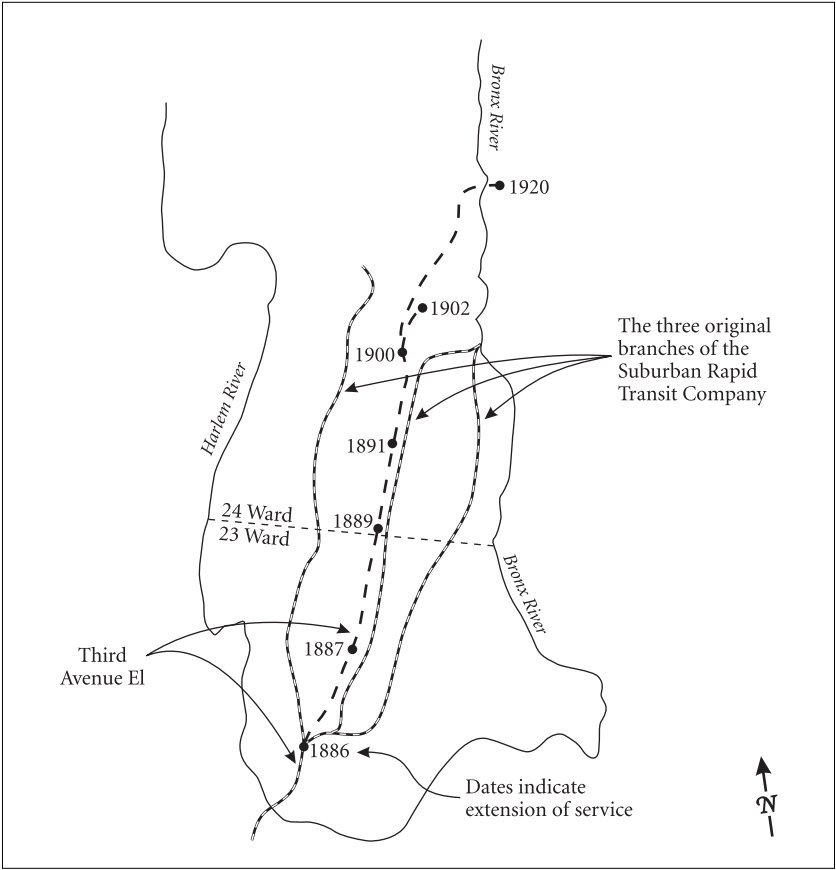 Bronx River
1920
1902
The three original
branches of the
Suburban Rapid
Transit Company
1900
Harlem River
1891
24 Ward
1889
23 Ward
Bronx River
Third
Avenue El
1887
1886
Dates indicate
extension of service
N